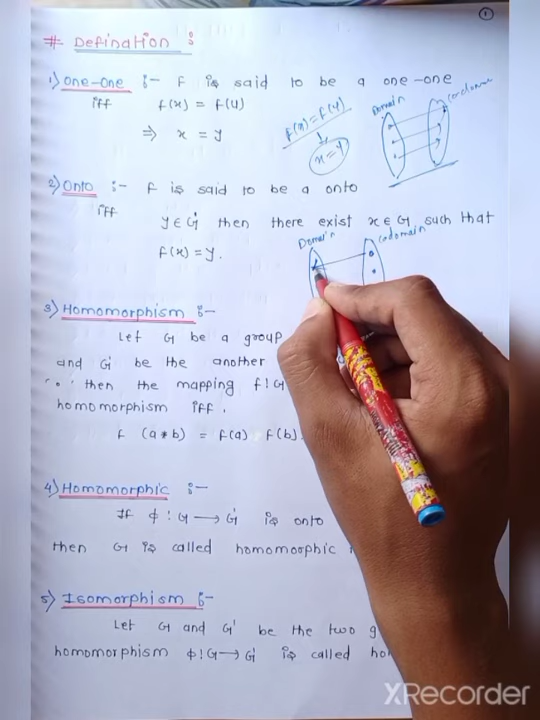 1
# Defination :
1) One-One :- f is said to be a one-one
iff f(x) = f(y)
⇒ x = y
f(x) = f(y)
x = y
Domain
2) Onto :- f is said to be a onto
iff y ∈ G' then there exist x ∈ G such that
f(x) = y.
Domain
codomain
3) Homomorphism :-
Let G be a group
and G' be the another
'o' then the mapping f: G
homomorphism iff.
f (a * b) = f(a) f(b).
4) Homomorphic :-
If ϕ : G → G' is onto
then G is called homomoophic
5) Isomorphism :-
Let G and G' be the two g
homomorphism ϕ: G → G' is called ho
XRecorder